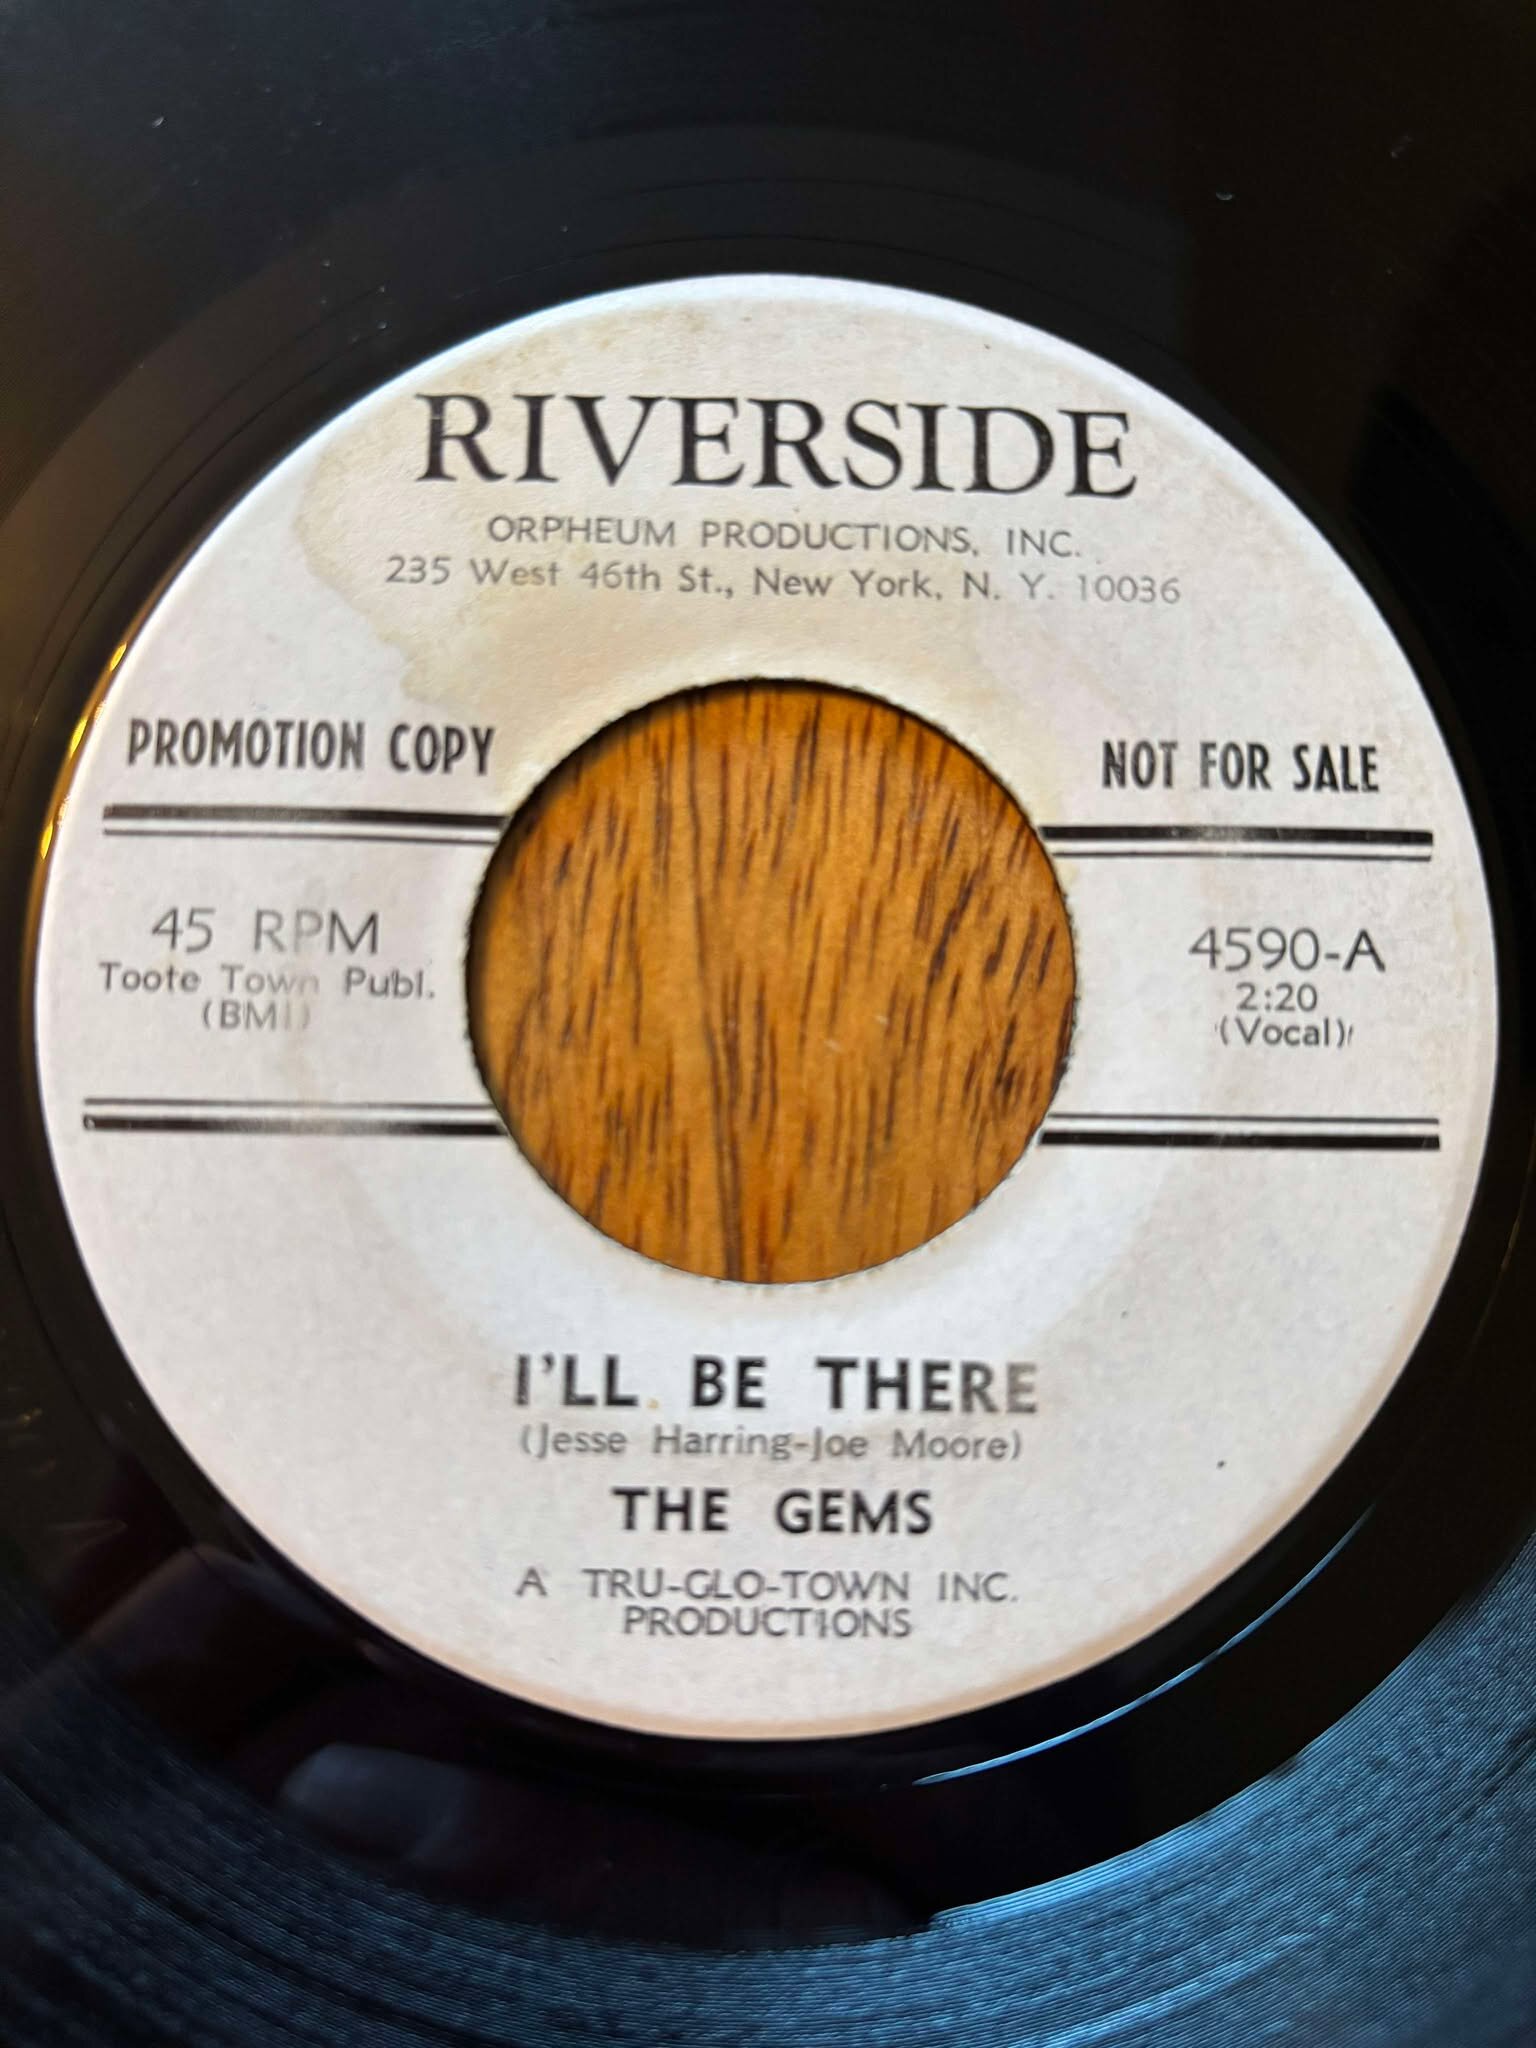 RIVERSIDE
ORPHEUM PRODUCTIONS, INC.
235 West 46th St., New York, N. Y. 10036
PROMOTION COPY
NOT FOR SALE
45 RPM
Toote Town Publ.
(BMI)
4590-A
2:20
(Vocal)
I'LL BE THERE
(Jesse Harring-Joe Moore)
THE GEMS
A TRU-GLO-TOWN INC.
PRODUCTIONS